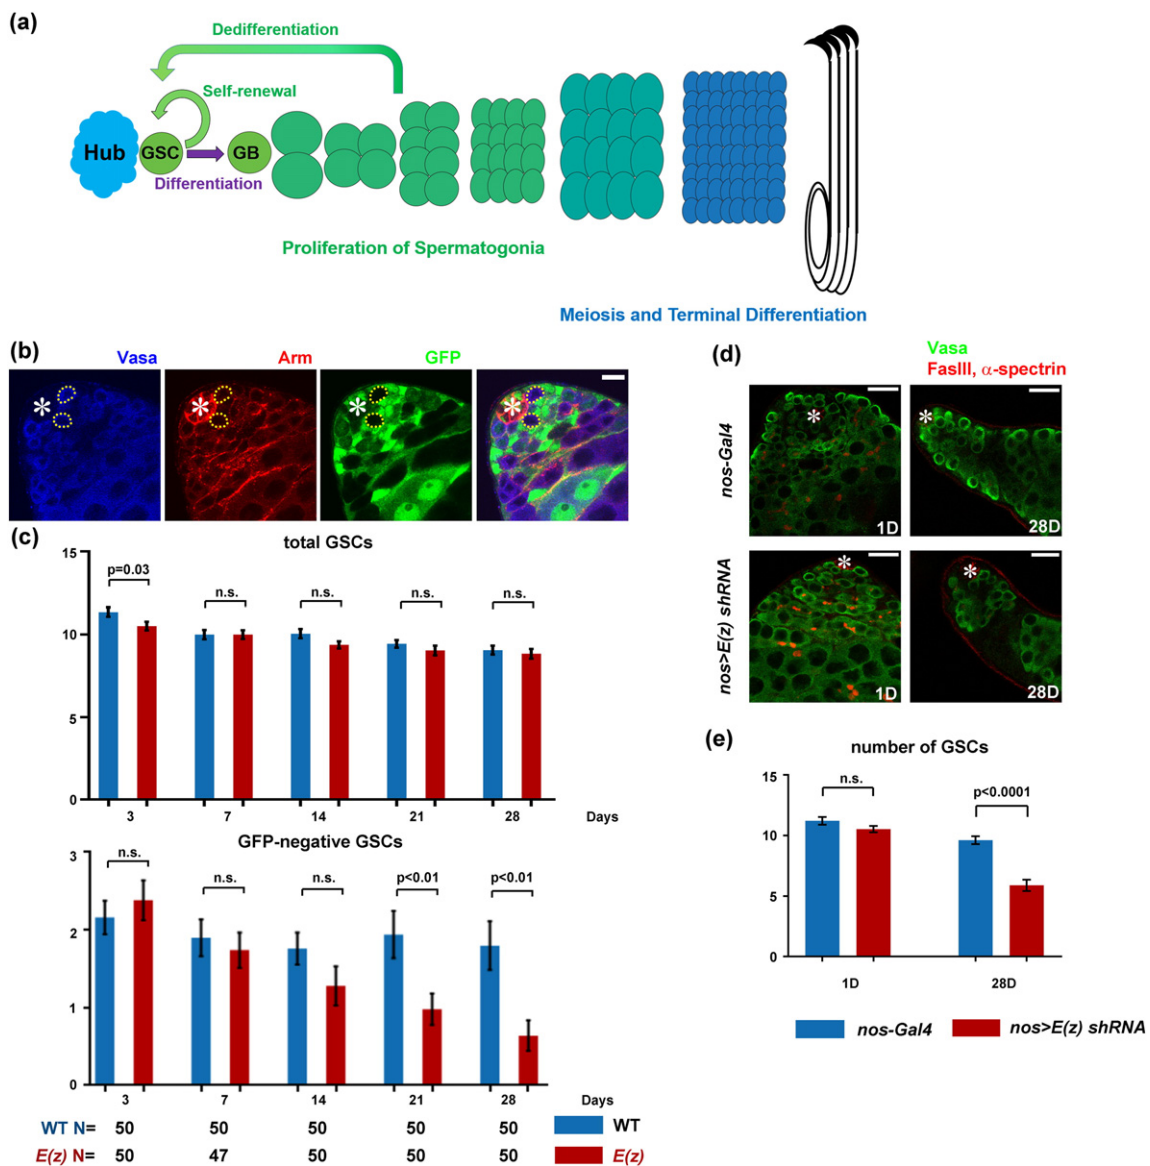 (a)
Dedifferentiation
Self-renewal
Hub
GSC
GB
Differentiation
Proliferation of Spermatogonia
Meiosis and Terminal Differentiation
(b)
Vasa
Arm
GFP
*
*
*
*
(c)
total GSCs
15
10
5
0
p=0.03
n.s.
n.s.
n.s.
n.s.
3
7
14
21
28
Days
GFP-negative GSCs
3
2
1
0
n.s.
n.s.
n.s.
p<0.01
p<0.01
3
7
14
21
28
Days
WT N= 50 50 50 50 50
E(z) N= 50 47 50 50 50
WT
E(z)
(d)
Vasa
FasIII, α-spectrin
nos-Gal4
*
1D
*
28D
nos>E(z) shRNA
*
1D
*
28D
(e)
number of GSCs
15
10
5
0
n.s.
p<0.0001
1D
28D
nos-Gal4
nos>E(z) shRNA